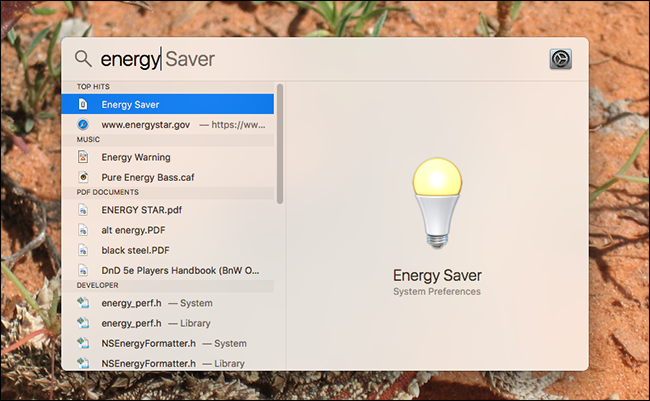 energy Saver
TOP HITS
Energy Saver
www.energystar.gov — https://ww...
MUSIC
Energy Warning
Pure Energy Bass.caf
PDF DOCUMENTS
ENERGY STAR.pdf
alt energy.PDF
black steel.PDF
DnD 5e Players Handbook (BnW O...
DEVELOPER
energy_perf.h — System
energy_perf.h — Library
NSEnergyFormatter.h — System
NSEnergyFormatter.h — Library
Energy Saver
System Preferences